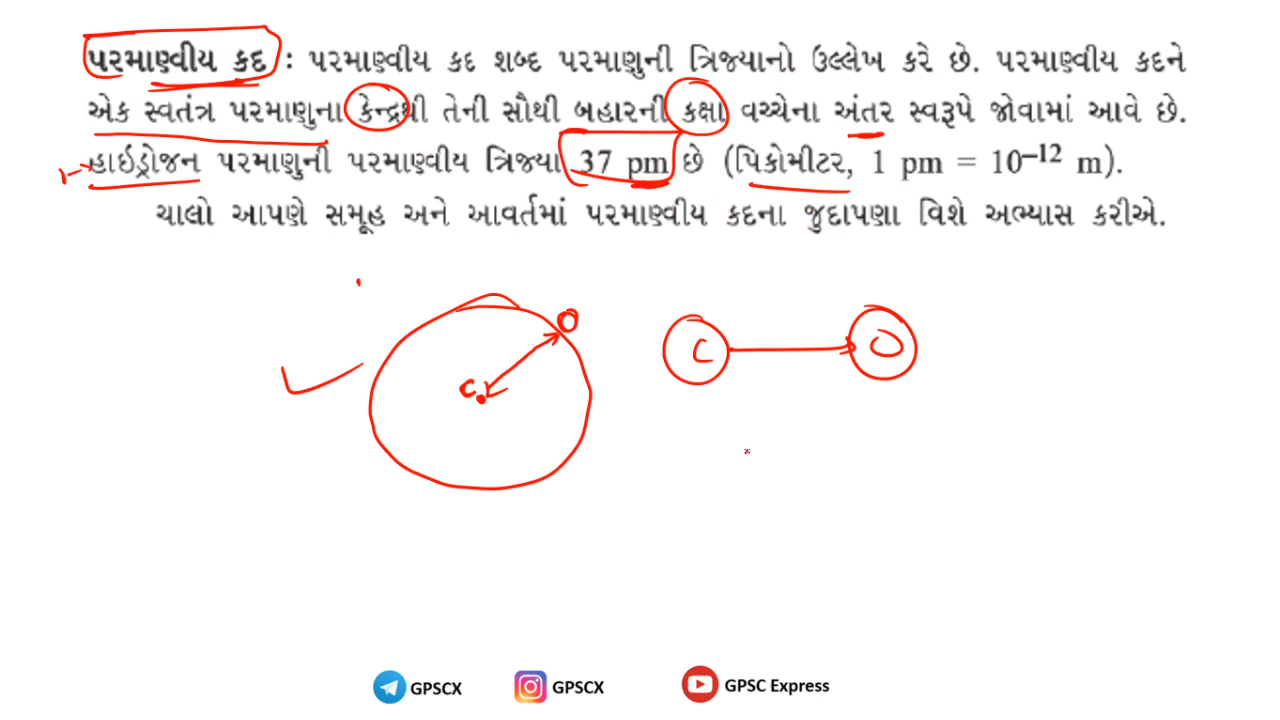 પરમાણ્વીય કદ : પરમાણ્વીય કદ શબ્દ પરમાણુની ત્રિજ્યાનો ઉલ્લેખ કરે છે. પરમાણ્વીય કદને
એક સ્વતંત્ર પરમાણુના કેન્દ્રથી તેની સૌથી બહારની કક્ષા વચ્ચેના અંતર સ્વરૂપે જોવામાં આવે છે.
હાઇડ્રોજન પરમાણુની પરમાણ્વીય ત્રિજ્યા 37 pm છે (પિકોમીટર, 1 pm = 10⁻¹² m).
ચાલો આપણે સમૂહ અને આવર્તમાં પરમાણ્વીય કદના જુદાપણા વિશે અભ્યાસ કરીએ.
O
C
C O
GPSCX GPSCX GPSC Express